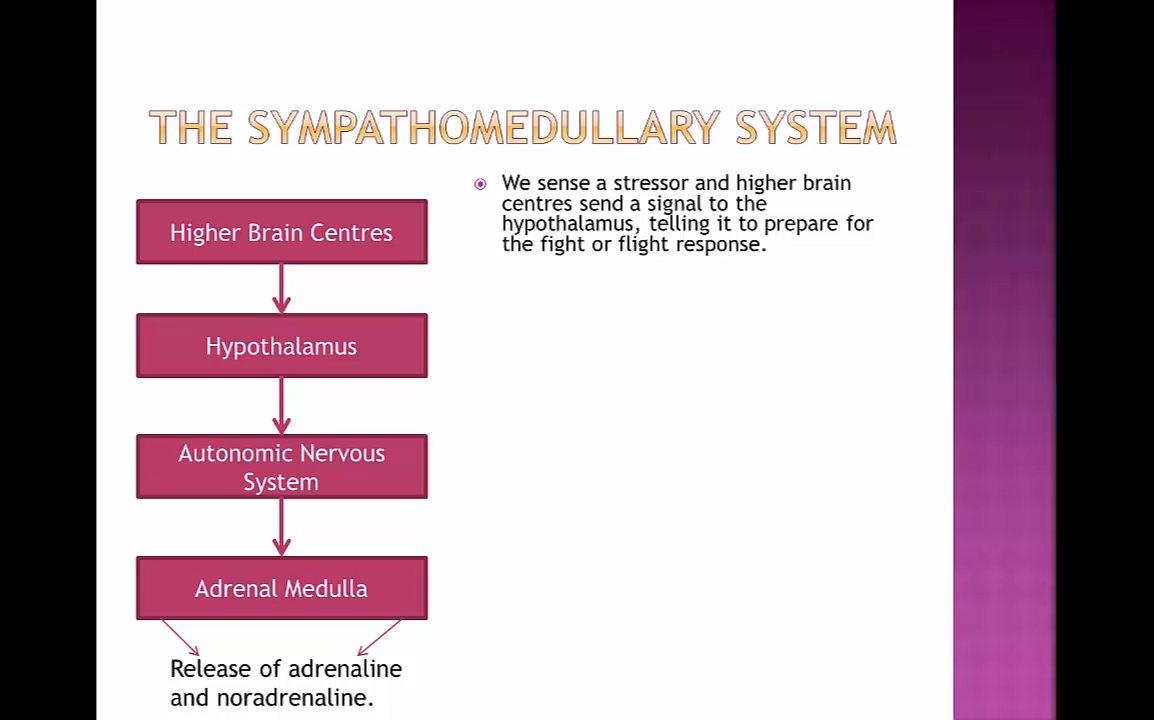 THE SYMPATHOMEDULLARY SYSTEM
Higher Brain Centres
Hypothalamus
Autonomic Nervous
System
Adrenal Medulla
Release of adrenaline
and noradrenaline.
We sense a stressor and higher brain
centres send a signal to the
hypothalamus, telling it to prepare for
the fight or flight response.